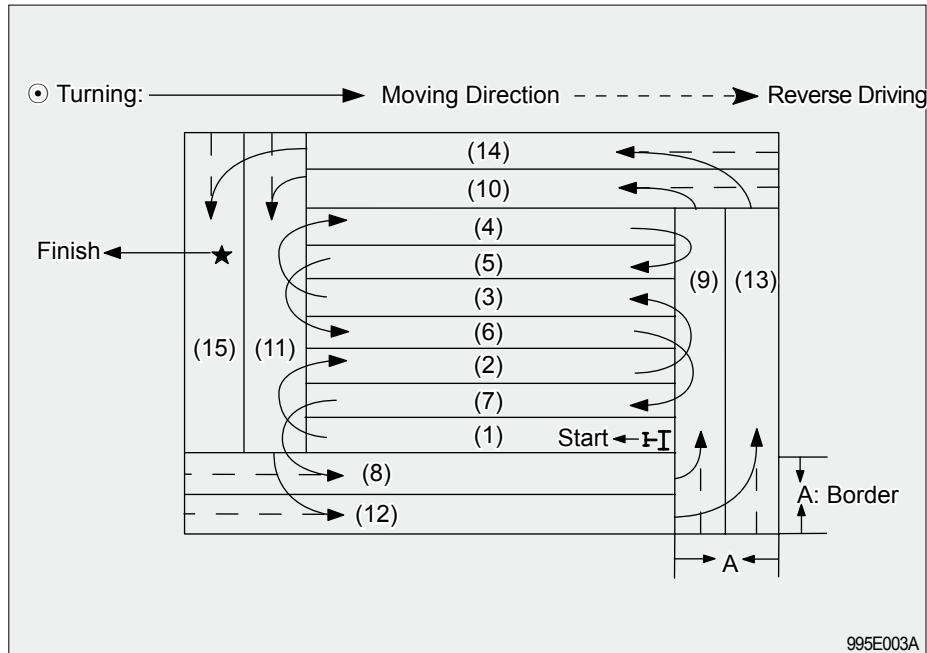 ⊙ Turning: Moving Direction Reverse Driving
(14)
(10)
(4)
Finish
(5)
(9) (13)
(3)
(6)
(15) (11)
(2)
(7)
(1) Start
(8)
A: Border
(12)
A
995E003A